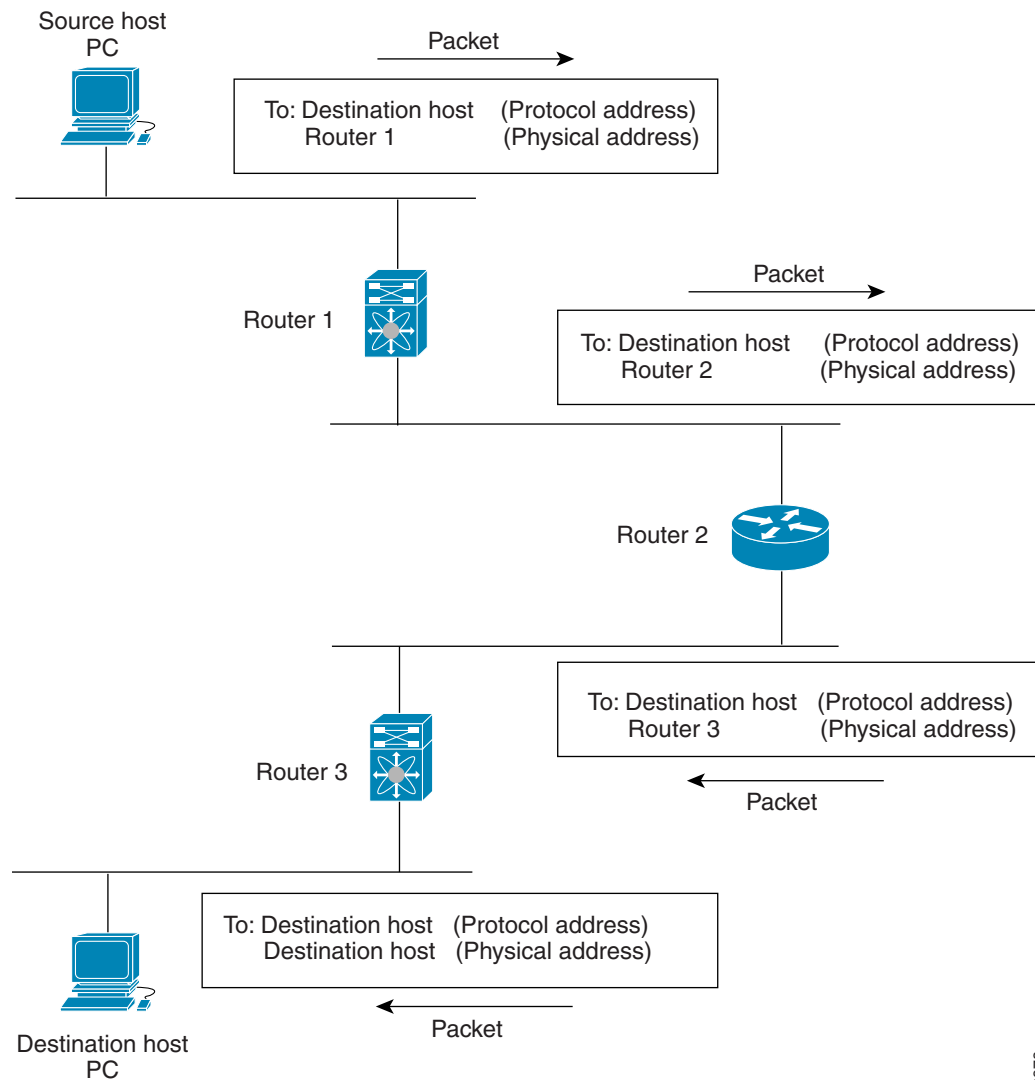 Source host
PC
Packet
To: Destination host (Protocol address)
Router 1 (Physical address)
Router 1
Packet
To: Destination host (Protocol address)
Router 2 (Physical address)
Router 2
To: Destination host (Protocol address)
Router 3 (Physical address)
Router 3
Packet
To: Destination host (Protocol address)
Destination host (Physical address)
Packet
Destination host
PC